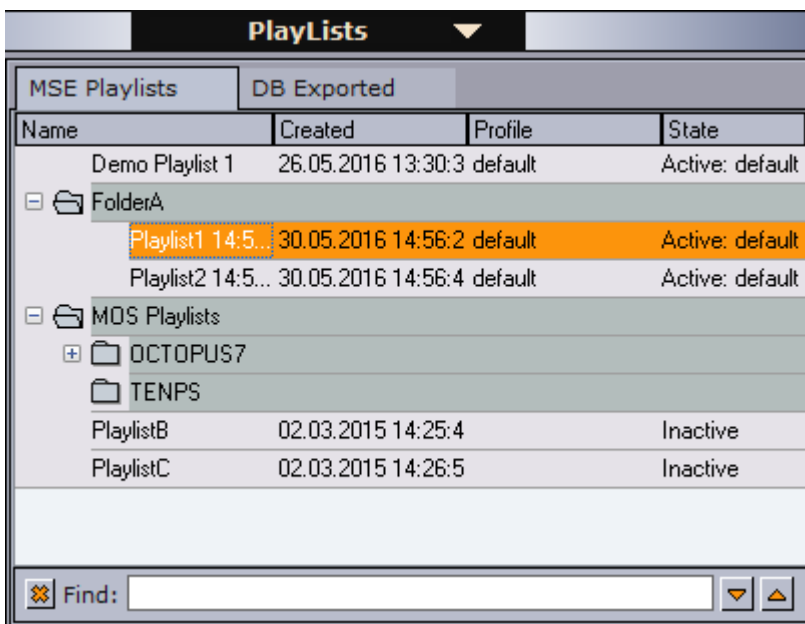 PlayLists
MSE Playlists DB Exported
Name Created Profile State
Demo Playlist 1 26.05.2016 13:30:3 default Active: default
FolderA
Playlist1 14:5... 30.05.2016 14:56:2 default Active: default
Playlist2 14:5... 30.05.2016 14:56:4 default Active: default
MOS Playlists
OCTOPUS7
TENPS
PlaylistB 02.03.2015 14:25:4 Inactive
PlaylistC 02.03.2015 14:26:5 Inactive
Find: